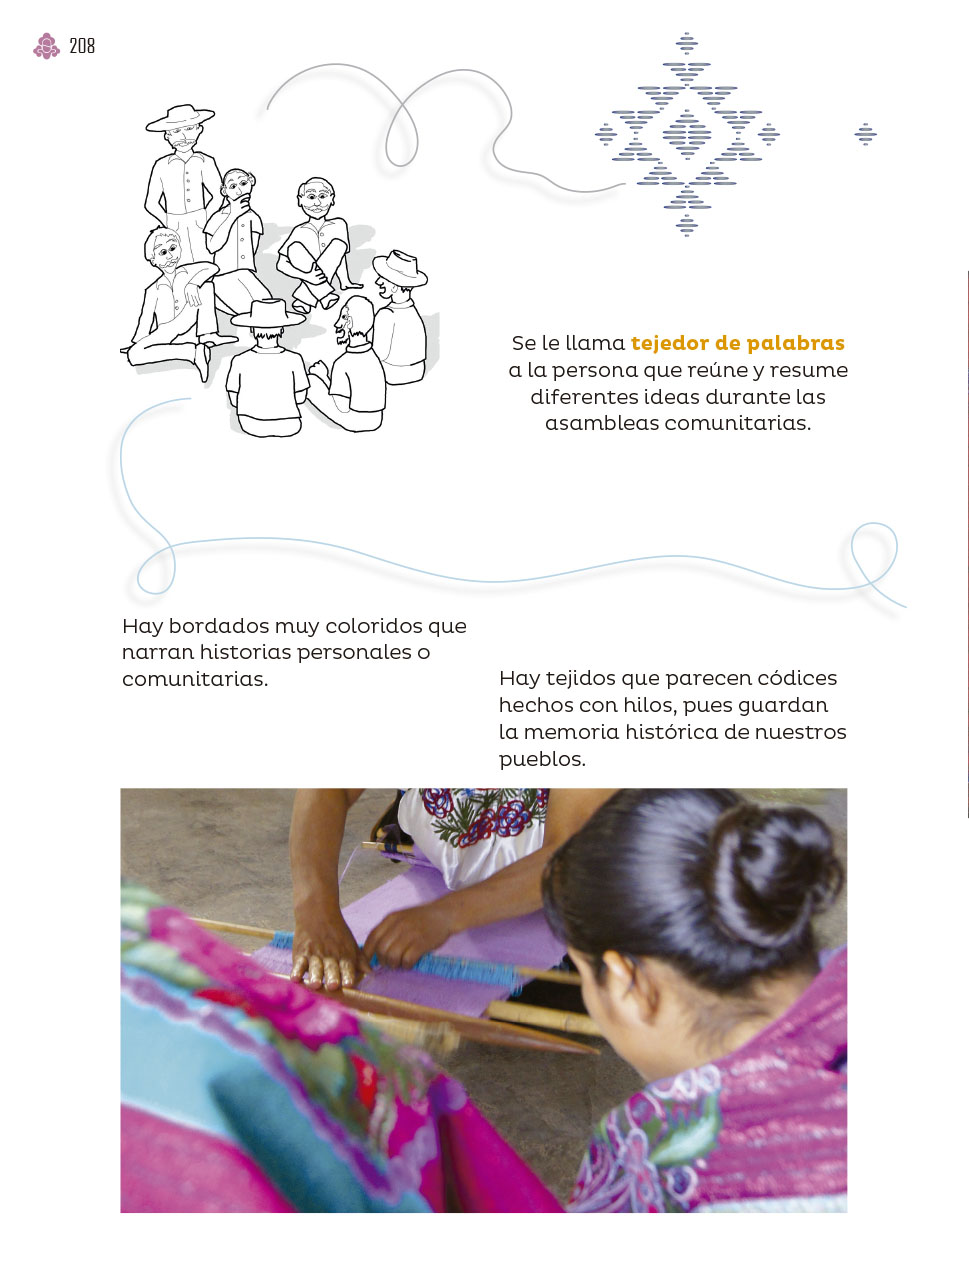 208
Se le llama tejedor de palabras
a la persona que reúne y resume
diferentes ideas durante las
asambleas comunitarias.
Hay bordados muy coloridos que
narran historias personales o
comunitarias.
Hay tejidos que parecen códices
hechos con hilos, pues guardan
la memoria histórica de nuestros
pueblos.